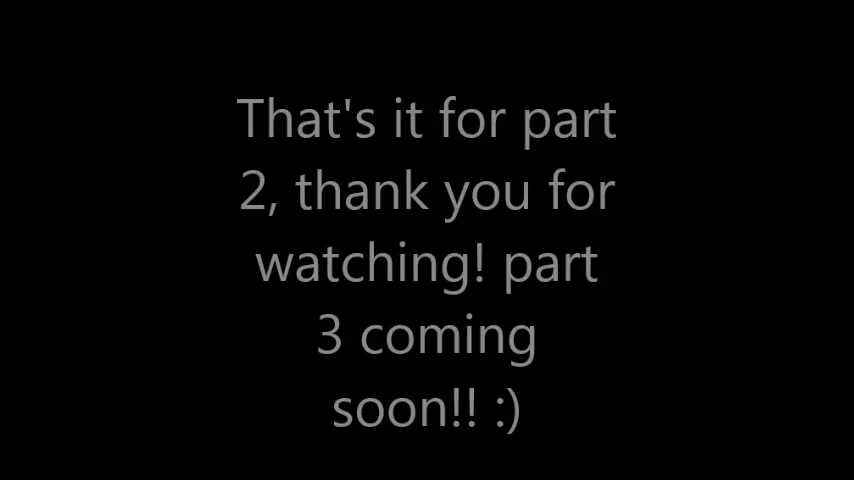 That's it for part
2, thank you for
watching! part
3 coming
soon!! :)